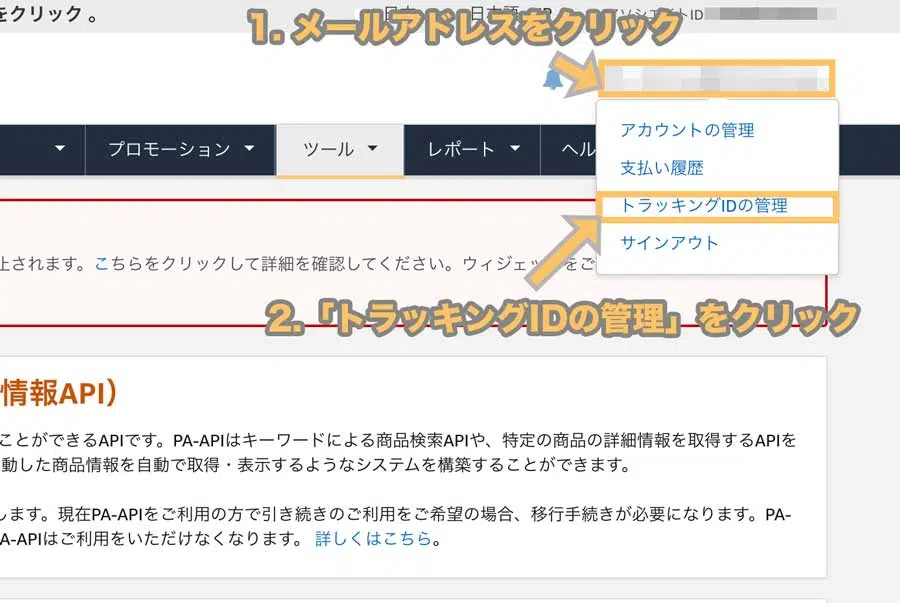 をクリック 。
日本 日本語
ソシエイトID
1. メールアドレスをクリック
アカウントの管理
プロモーション ツール レポート ヘル
支払い履歴
トラッキングIDの管理
サインアウト
止されます。こちらをクリックして詳細を確認してください。ウィジェッ をご
2.「トラッキングIDの管理」をクリック
情報API）
ことができるAPIです。PA-APIはキーワードによる商品検索APIや、特定の商品の詳細情報を取得するAPIを
動した商品情報を自動で取得・表示するようなシステムを構築することができます。
します。現在PA-APIをご利用の方で引き続きのご利用をご希望の場合、移行手続きが必要になります。PA-
A-APIはご利用をいただけなくなります。 詳しくはこちら。